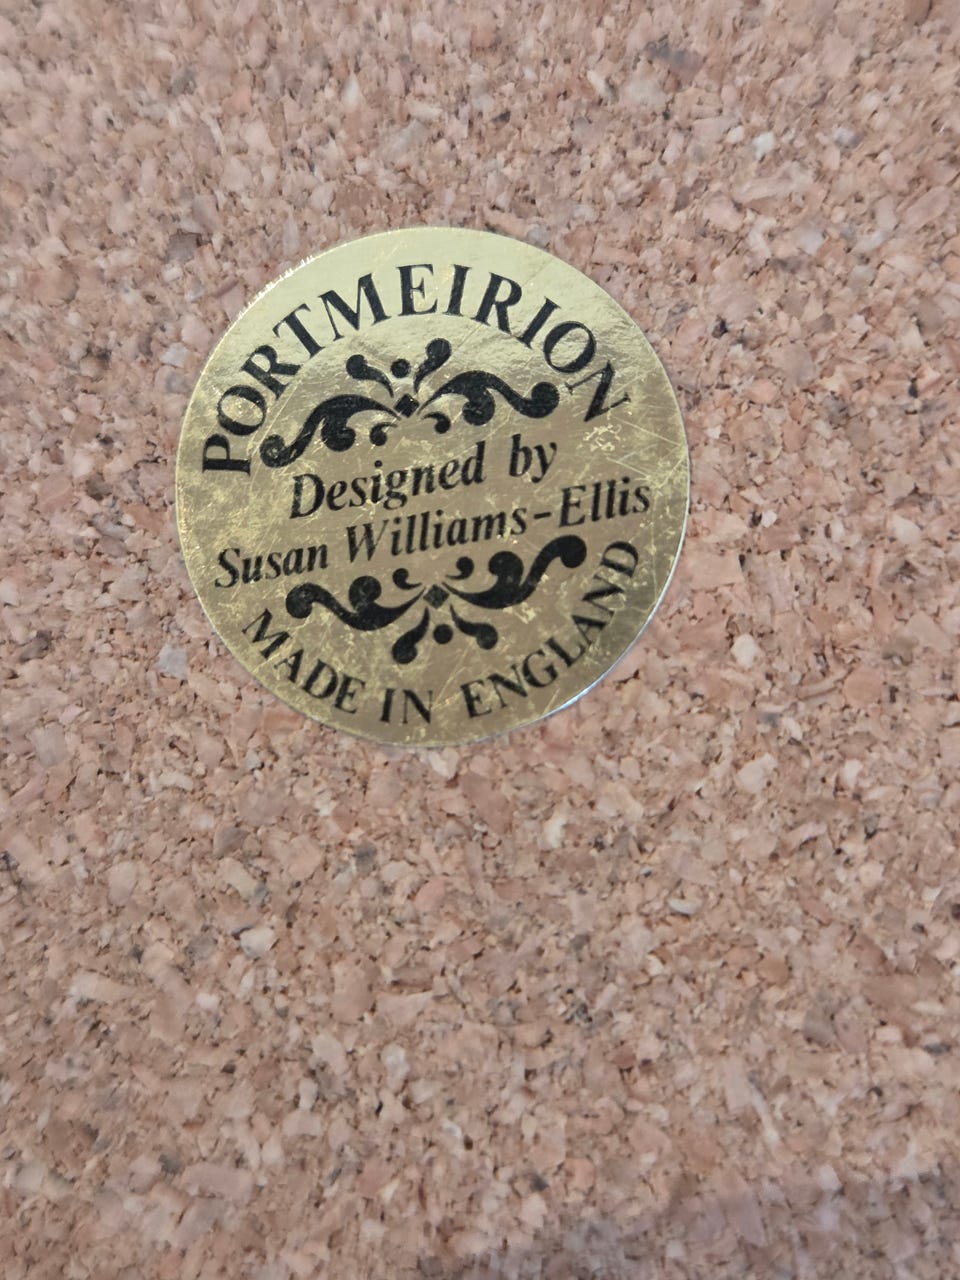 PORTMEIRION
Designed by
Susan Williams-Ellis
MADE IN ENGLAND